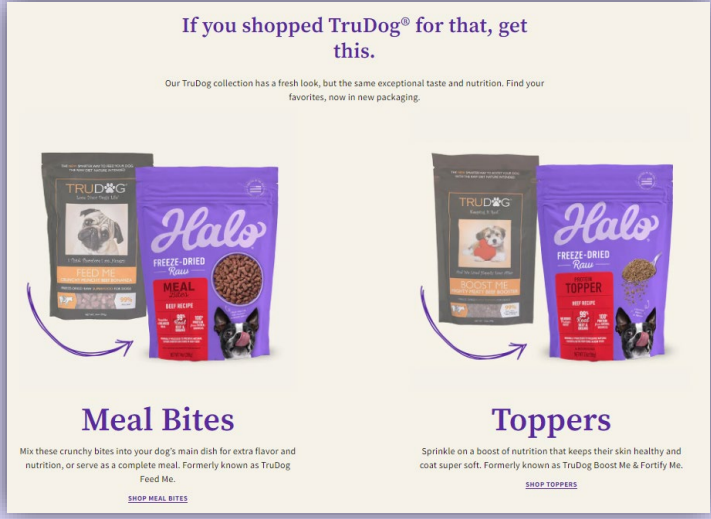 If you shopped TruDog® for that, get
this.
Our TruDog collection has a fresh look, but the same exceptional taste and nutrition. Find your
favorites, now in new packaging.
TRUDOG
FEED ME
Halo
FREEZE-DRIED
Raw
MEAL
Bites
BEEF RECIPE
TRUDOG
BOOST ME
Halo
FREEZE-DRIED
Raw
PROTEIN
TOPPER
BEEF RECIPE
Meal Bites
Mix these crunchy bites into your dog's main dish for extra flavor and
nutrition, or serve as a complete meal. Formerly known as TruDog
Feed Me.
SHOP MEAL BITES
Toppers
Sprinkle on a boost of nutrition that keeps their skin healthy and
coat super soft. Formerly known as TruDog Boost Me & Fortify Me.
SHOP TOPPERS